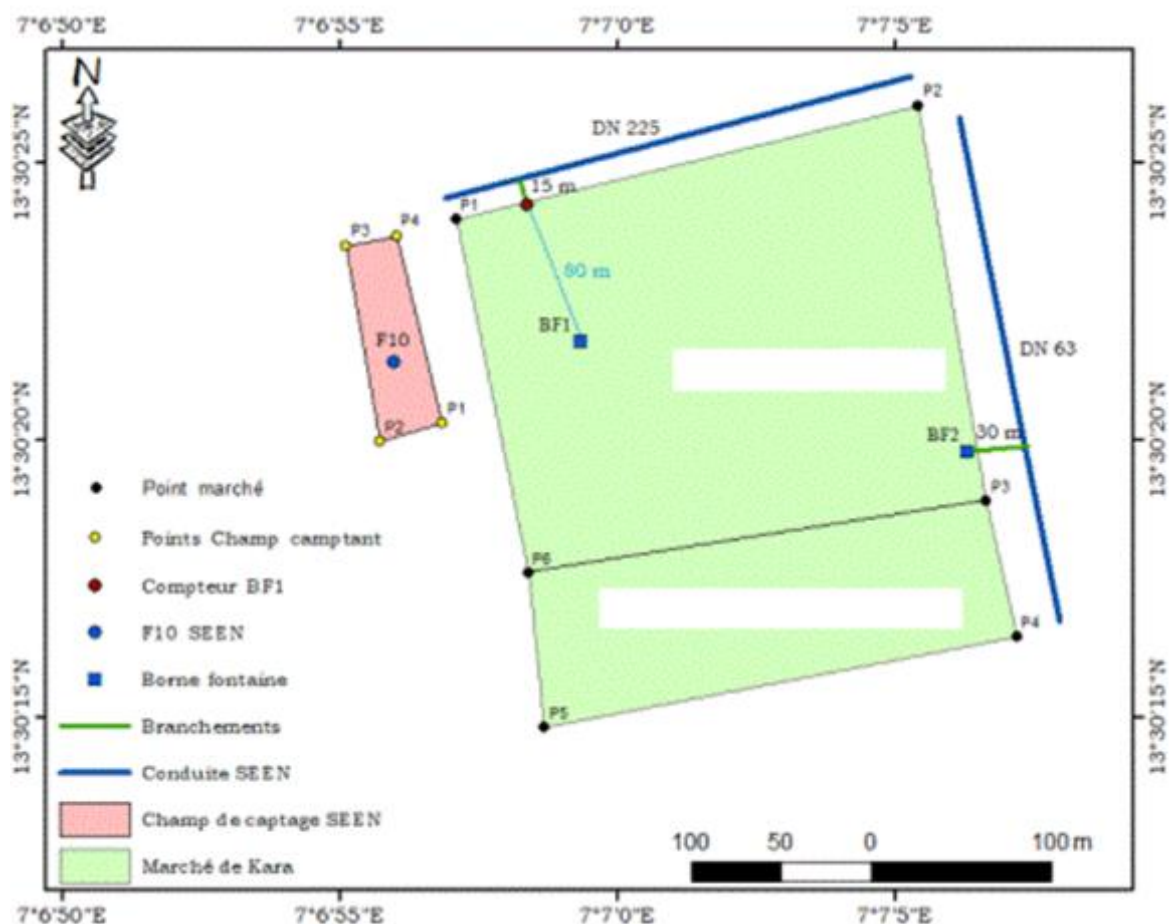 7°6'50"E 7°6'55"E 7°7'0"E 7°7'5"E
N
P2
DN 225
13°30'25"N
13°30'25"N
15 m
P1
P3 P4
80 m
F10
BF1
DN 63
P1
P2
13°30'20"N
13°30'20"N
BF2 30 m
P3
Point marché
Points Champ camptant
P6
Compteur BF1
F10 SEEN
P4
Borne fontaine
P5
13°30'15"N
13°30'15"N
Branchements
Conduite SEEN
Champ de captage SEEN
Marché de Kara
100 50 0 100 m
7°6'50"E 7°6'55"E 7°7'0"E 7°7'5"E